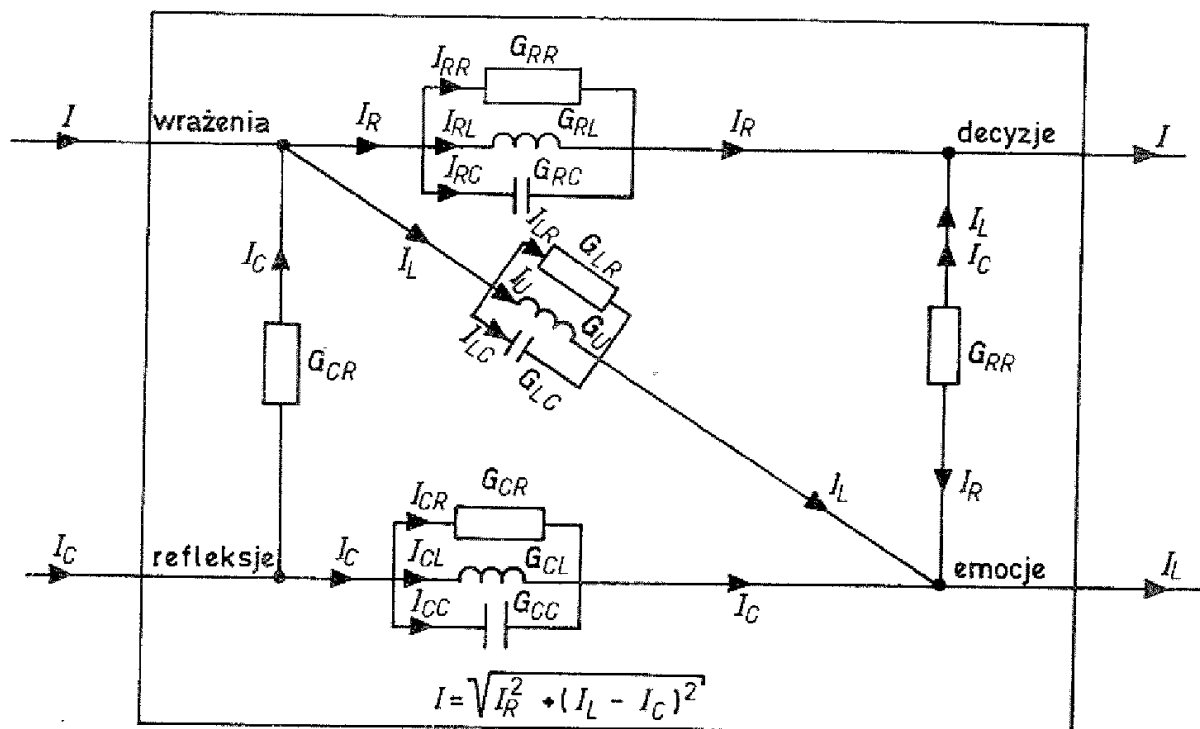 G_RR
I_RR
I wrażenia I_R I_RL G_RL I_R decyzje I
I_RC G_RC
I_LR G_LR I_L
I_C I_L I_U G_U I_C
I_LC G_LC
G_CR G_RR
I_L I_R
I_CR G_CR
I_C refleksje I_C I_CL G_CL emocje I_L
I_CC G_CC I_C
I = √I_R^2 + (I_L - I_C)^2